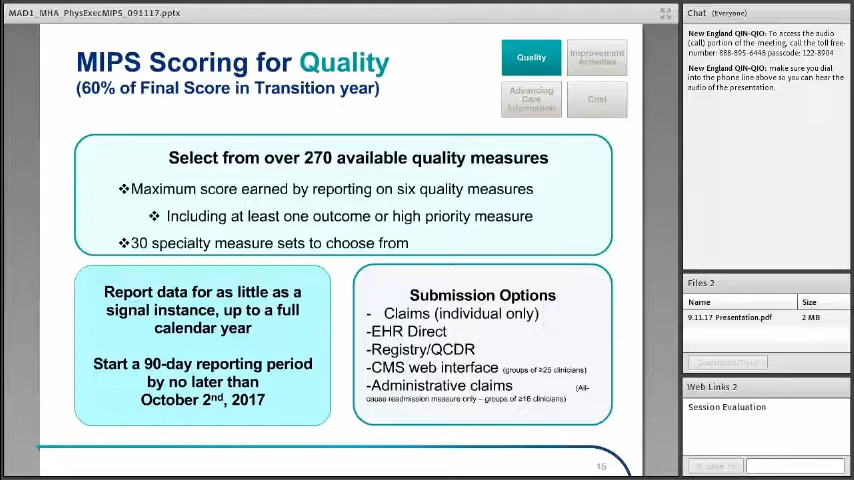 MAD1_MHA_PhysExecMIPS_091117.pptx
MIPS Scoring for Quality
(60% of Final Score in Transition year)
Quality
Improvement
Activities
Advancing
Care
Information
Cost
Select from over 270 available quality measures
❖Maximum score earned by reporting on six quality measures
❖ Including at least one outcome or high priority measure
❖30 specialty measure sets to choose from
Report data for as little as a
signal instance, up to a full
calendar year
Start a 90-day reporting period
by no later than
October 2nd, 2017
Submission Options
- Claims (individual only)
-EHR Direct
-Registry/QCDR
-CMS web interface (groups of ≥25 clinicians)
-Administrative claims (All-
cause readmission measure only – groups of ≥16 clinicians)
15
Chat (Everyone)
New England QIN-QIO: To access the audio
(call) portion of the meeting, call the toll free-
number: 888-895-6448 passcode: 122-8904
New England QIN-QIO: make sure you dial
into the phone line above so you can hear the
audio of the presentation.
Files 2
Name Size
9.11.17 Presentation.pdf 2 MB
Web Links 2
Session Evaluation
Browse To